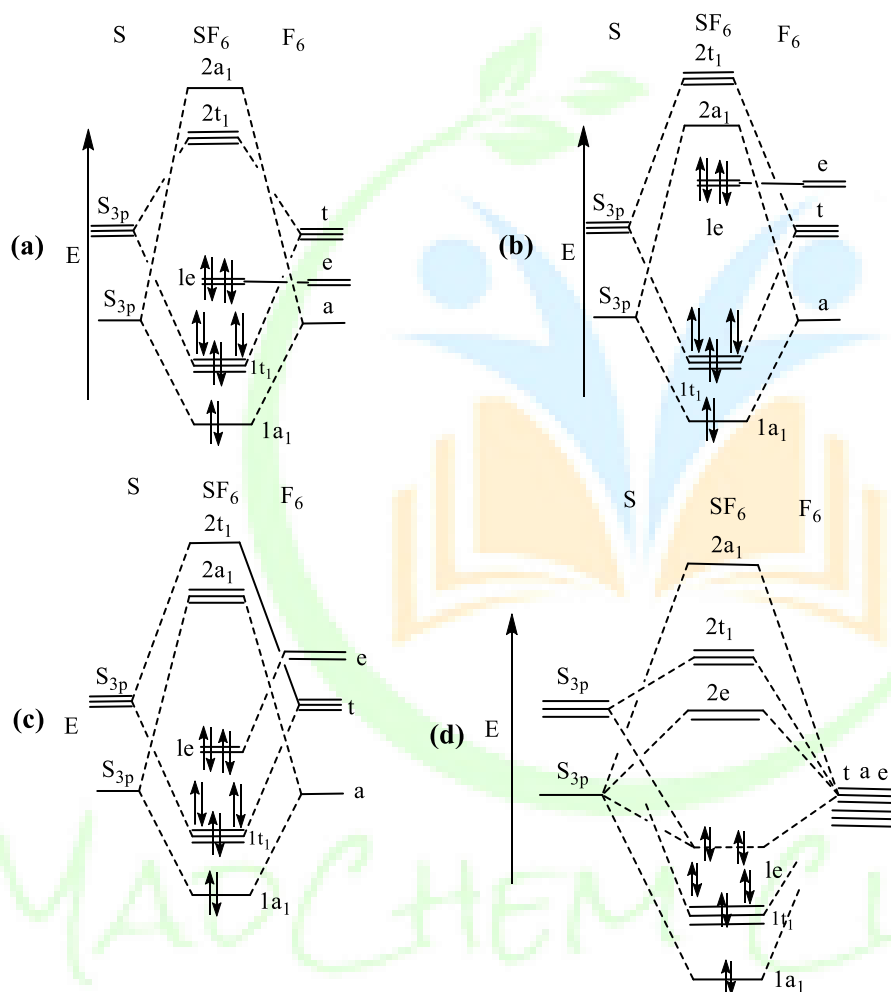 S SF6 F6
2a1
2t1
S3p
t
(a)
E
e
le
S3p
a
1t1
1a1
S SF6 F6
2t1
2a1
e
le
t
S3p
(b)
E
S3p
a
1t1
1a1
S SF6 F6
2t1
2a1
e
S3p
t
(c)
E
le
S3p
a
1t1
1a1
S SF6 F6
2a1
2t1
S3p
2e
(d)
E
S3p
t a e
le
1t1
1a1